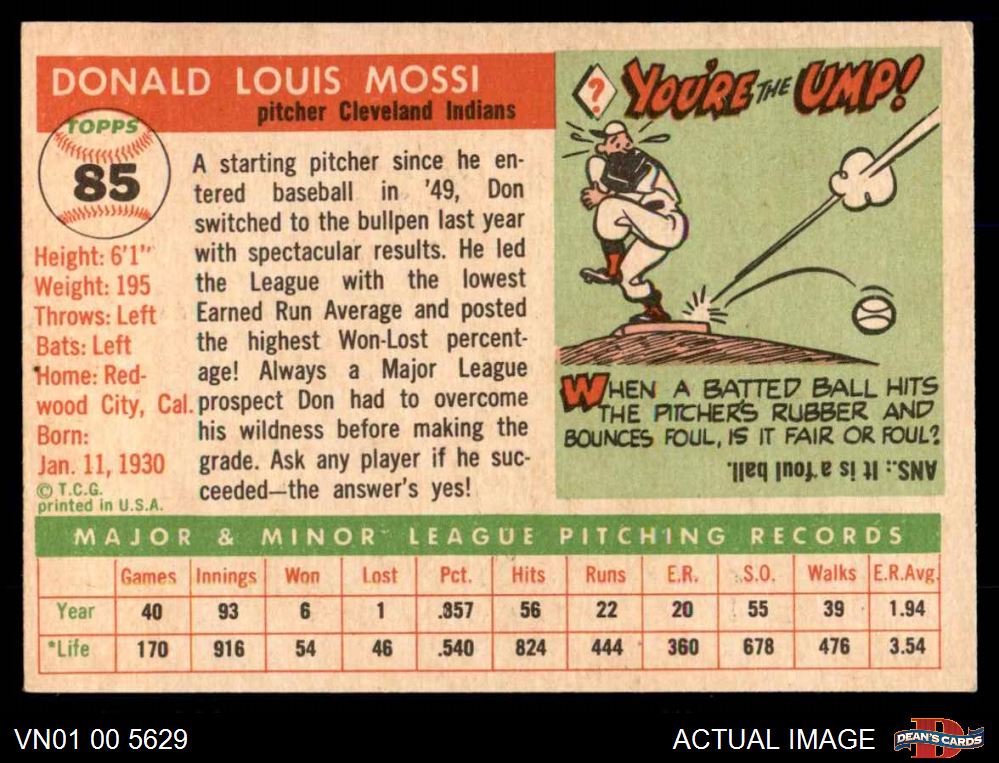 DONALD LOUIS MOSSI
pitcher Cleveland Indians
TOPPS
85
Height: 6'1"
Weight: 195
Throws: Left
Bats: Left
Home: Red-
wood City, Cal.
Born:
Jan. 11, 1930
© T.C.G.
printed in U.S.A.
A starting pitcher since he en-
tered baseball in '49, Don
switched to the bullpen last year
with spectacular results. He led
the League with the lowest
Earned Run Average and posted
the highest Won-Lost percent-
age! Always a Major League
prospect Don had to overcome
his wildness before making the
grade. Ask any player if he suc-
ceeded—the answer's yes!
? YOU'RE THE UMP!
WHEN A BATTED BALL HITS
THE PITCHER'S RUBBER AND
BOUNCES FOUL, IS IT FAIR OR FOUL?
ANS.: It is a foul ball.
MAJOR & MINOR LEAGUE PITCHING RECORDS
Games Innings Won Lost Pct. Hits Runs E.R. S.O. Walks E.R.Avg.
Year 40 93 6 1 .857 56 22 20 55 39 1.94
*Life 170 916 54 46 .540 824 444 360 678 476 3.54
VN01 00 5629
ACTUAL IMAGE
D
DEAN'S CARDS